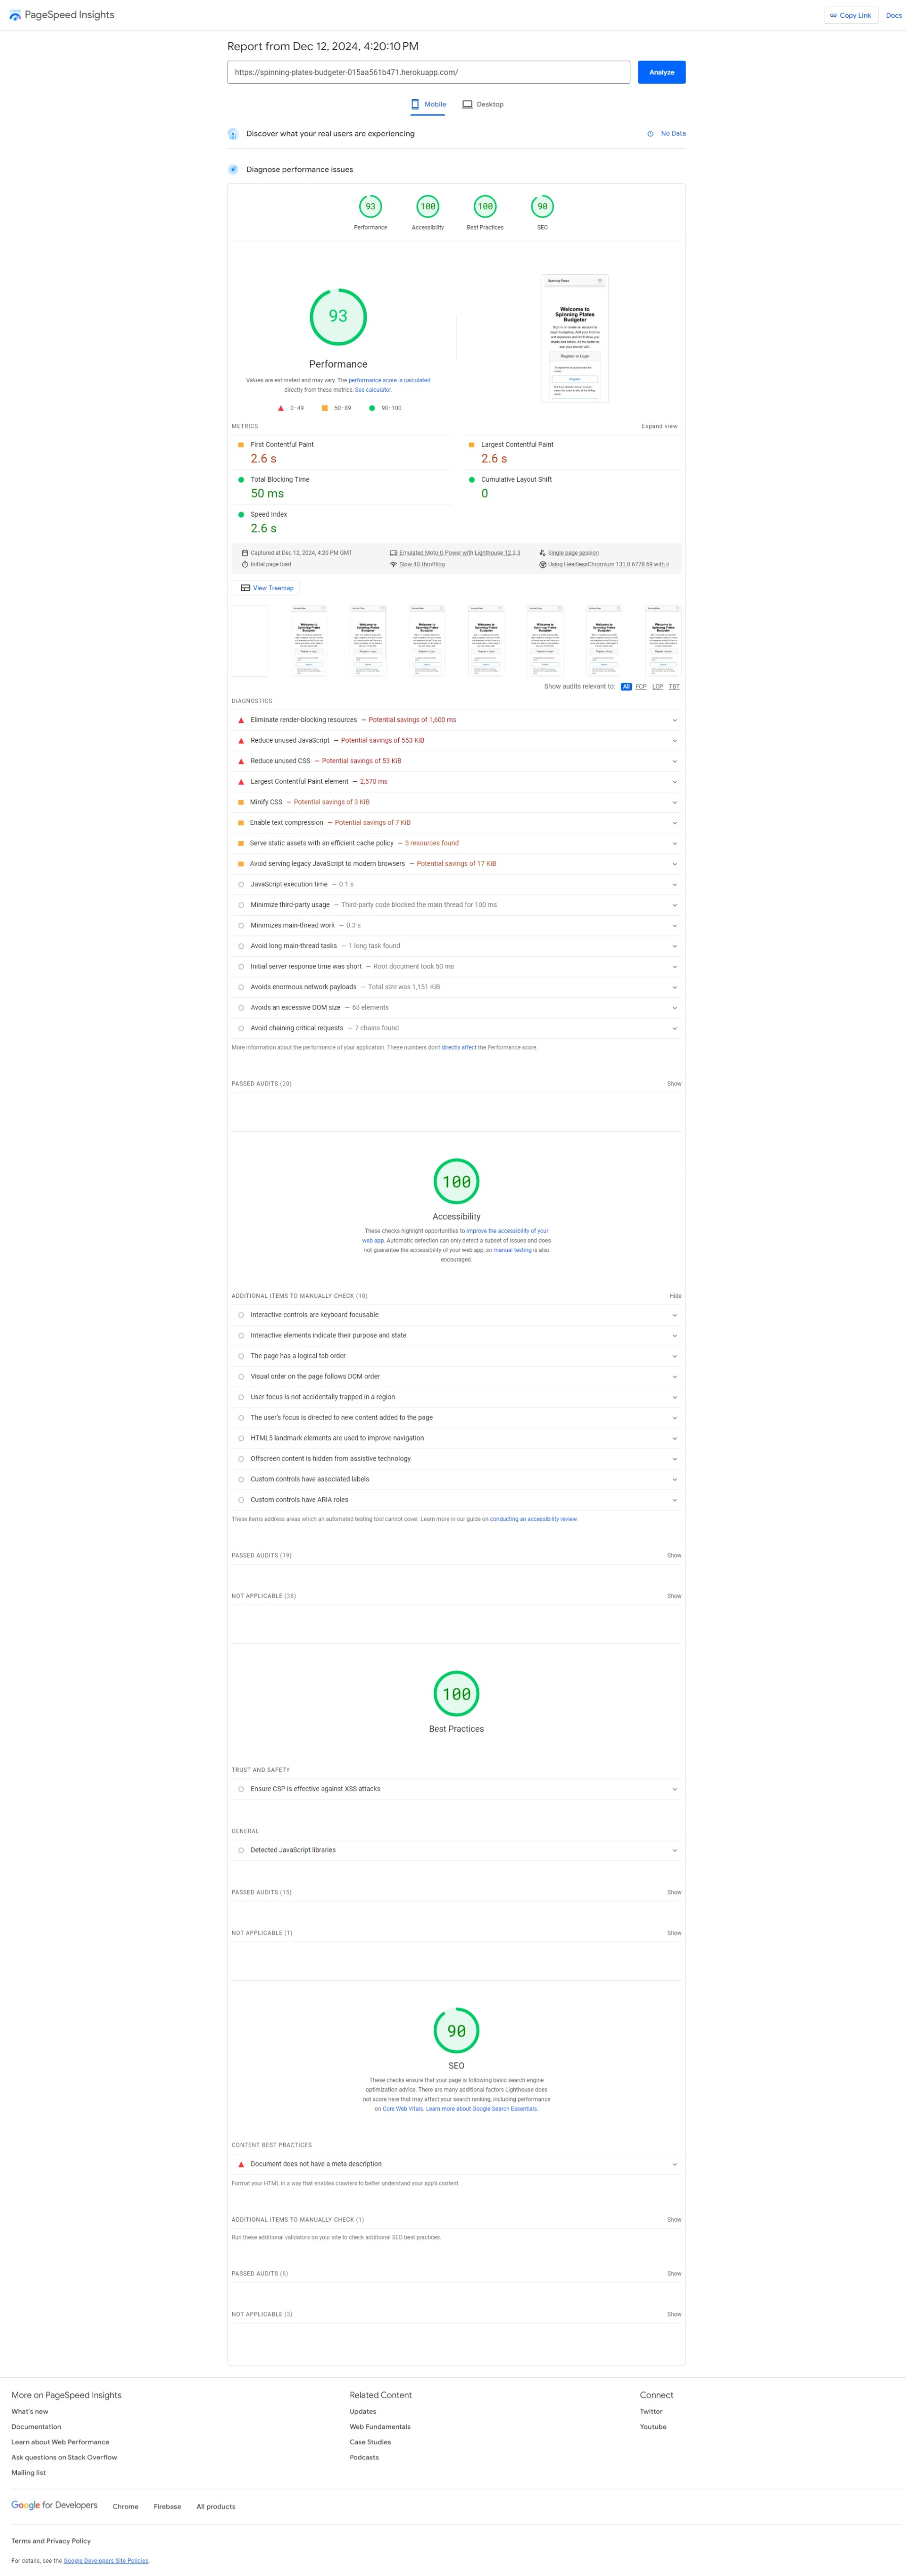 PageSpeed Insights
Copy Link
Docs
Report from Dec 12, 2024, 4:20:10 PM
https://spinning-plates-budgeter-015aa561b471.herokuapp.com/
Analyze
Mobile
Desktop
Discover what your real users are experiencing
No Data
Diagnose performance issues
93
100
100
90
Performance
Accessibility
Best Practices
SEO
93
Performance
Values are estimated and may vary. The performance score is calculated
directly from these metrics. See calculator.
0–49
50–89
90–100
Spinning Plates
Welcome to
Spinning Plates
Budgeter
Register or Login
Register
METRICS
Expand view
First Contentful Paint
2.6 s
Largest Contentful Paint
2.6 s
Total Blocking Time
50 ms
Cumulative Layout Shift
0
Speed Index
2.6 s
Captured at Dec 12, 2024, 4:20 PM GMT
Emulated Moto G Power with Lighthouse 12.2.3
Single page session
Initial page load
Slow 4G throttling
Using HeadlessChromium 131.0.6778.69 with lr
View Treemap
Show audits relevant to: All FCP LCP TBT
DIAGNOSTICS
Eliminate render-blocking resources — Potential savings of 1,600 ms
Reduce unused JavaScript — Potential savings of 553 KiB
Reduce unused CSS — Potential savings of 53 KiB
Largest Contentful Paint element — 2,570 ms
Minify CSS — Potential savings of 3 KiB
Enable text compression — Potential savings of 7 KiB
Serve static assets with an efficient cache policy — 3 resources found
Avoid serving legacy JavaScript to modern browsers — Potential savings of 17 KiB
JavaScript execution time — 0.1 s
Minimize third-party usage — Third-party code blocked the main thread for 100 ms
Minimizes main-thread work — 0.3 s
Avoid long main-thread tasks — 1 long task found
Initial server response time was short — Root document took 50 ms
Avoids enormous network payloads — Total size was 1,151 KiB
Avoids an excessive DOM size — 63 elements
Avoid chaining critical requests — 7 chains found
More information about the performance of your application. These numbers don't directly affect the Performance score.
PASSED AUDITS (20)
Show
100
Accessibility
These checks highlight opportunities to improve the accessibility of your
web app. Automatic detection can only detect a subset of issues and does
not guarantee the accessibility of your web app, so manual testing is also
encouraged.
ADDITIONAL ITEMS TO MANUALLY CHECK (10)
Hide
Interactive controls are keyboard focusable
Interactive elements indicate their purpose and state
The page has a logical tab order
Visual order on the page follows DOM order
User focus is not accidentally trapped in a region
The user's focus is directed to new content added to the page
HTML5 landmark elements are used to improve navigation
Offscreen content is hidden from assistive technology
Custom controls have associated labels
Custom controls have ARIA roles
These items address areas which an automated testing tool cannot cover. Learn more in our guide on conducting an accessibility review.
PASSED AUDITS (19)
Show
NOT APPLICABLE (38)
Show
100
Best Practices
TRUST AND SAFETY
Ensure CSP is effective against XSS attacks
GENERAL
Detected JavaScript libraries
PASSED AUDITS (15)
Show
NOT APPLICABLE (1)
Show
90
SEO
These checks ensure that your page is following basic search engine
optimization advice. There are many additional factors Lighthouse does
not score here that may affect your search ranking, including performance
on Core Web Vitals. Learn more about Google Search Essentials.
CONTENT BEST PRACTICES
Document does not have a meta description
Format your HTML in a way that enables crawlers to better understand your app's content.
ADDITIONAL ITEMS TO MANUALLY CHECK (1)
Show
Run these additional validators on your site to check additional SEO best practices.
PASSED AUDITS (6)
Show
NOT APPLICABLE (3)
Show
More on PageSpeed Insights
What's new
Documentation
Learn about Web Performance
Ask questions on Stack Overflow
Mailing list
Related Content
Updates
Web Fundamentals
Case Studies
Podcasts
Connect
Twitter
Youtube
Google for Developers
Chrome
Firebase
All products
Terms and Privacy Policy
For details, see the Google Developers Site Policies.